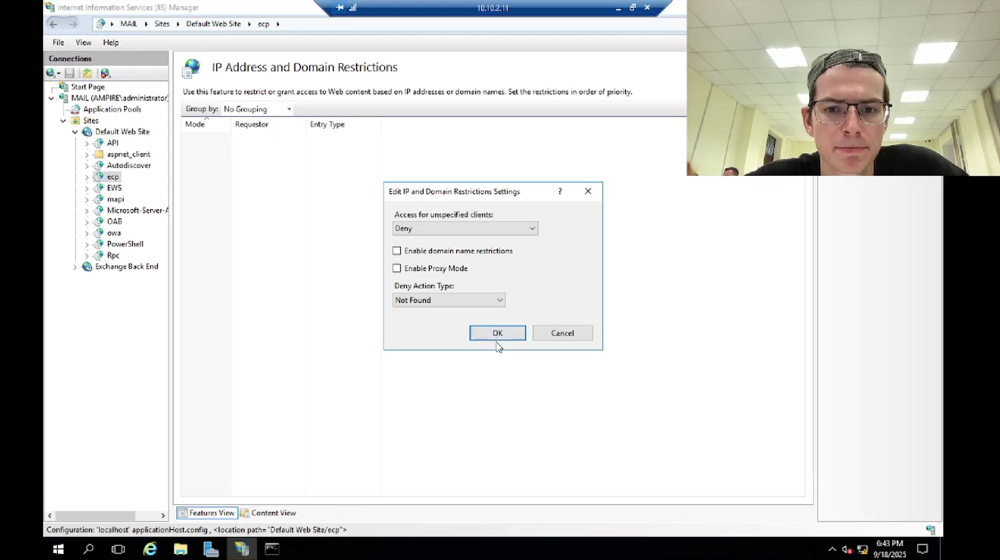 Internet Information Services (IIS) Manager
10.10.2.11
MAIL
Sites
Default Web Site
ecp
File
View
Help
Connections
Start Page
MAIL (AMPIRE\administrator)
Application Pools
Sites
Default Web Site
API
aspnet_client
Autodiscover
ecp
EWS
mapi
Microsoft-Server-A
OAB
owa
PowerShell
Rpc
Exchange Back End
IP Address and Domain Restrictions
Use this feature to restrict or grant access to Web content based on IP addresses or domain names. Set the restrictions in order of priority.
Group by:
No Grouping
Mode
Requestor
Entry Type
Edit IP and Domain Restrictions Settings
?
Access for unspecified clients:
Deny
Enable domain name restrictions
Enable Proxy Mode
Deny Action Type:
Not Found
OK
Cancel
Features View
Content View
Configuration: 'localhost' applicationHost.config , <location path="Default Web Site/ecp">
6:43 PM
9/18/2025